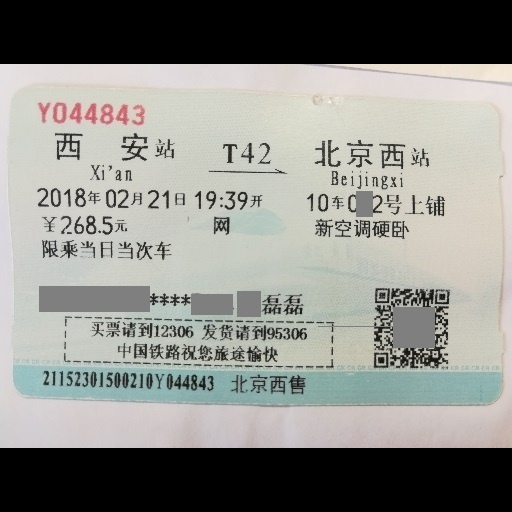 Y044843
西安站 T42 北京西站
Xi'an Beijingxi
2018年02月21日19:39开 10车02号上铺
¥268.5元 网 新空调硬卧
限乘当日当次车
**** 磊磊
买票请到12306 发货请到95306
中国铁路祝您旅途愉快
21152301500210Y044843 北京西售